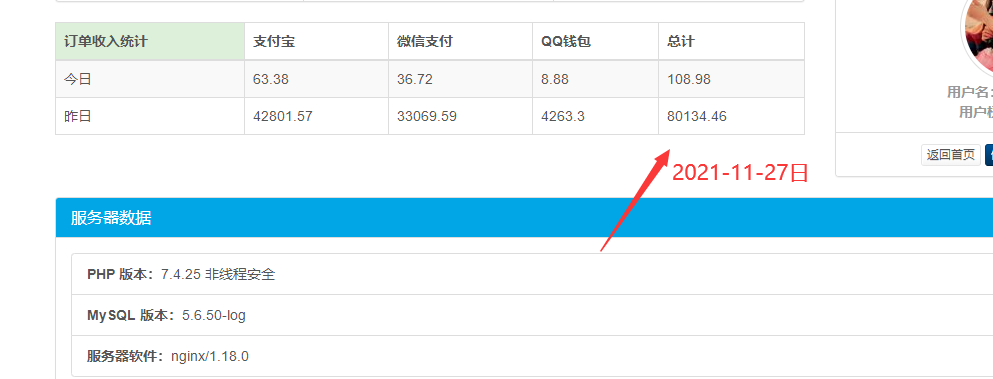 订单收入统计 支付宝 微信支付 QQ钱包 总计
今日 63.38 36.72 8.88 108.98
昨日 42801.57 33069.59 4263.3 80134.46
用户名:
用户
返回首页
2021-11-27日
服务器数据
PHP 版本：7.4.25 非线程安全
MySQL 版本：5.6.50-log
服务器软件：nginx/1.18.0